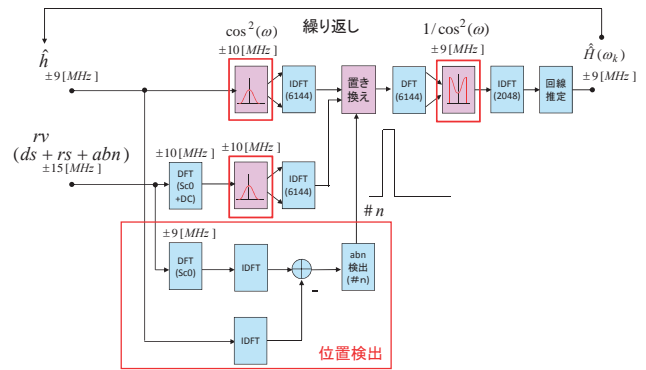 cos²(ω)
繰り返し
1/cos²(ω)
ĥ
±9[MHz]
±10[MHz]
IDFT
(6144)
置き
換え
DFT
(6144)
±9[MHz]
IDFT
(2048)
回線
推定
Ĥ(ω_k)
±9[MHz]
rv
(ds + rs + abn)
±15[MHz]
±10[MHz]
DFT
(Sc0
+DC)
±10[MHz]
IDFT
(6144)
#n
±9[MHz]
DFT
(Sc0)
IDFT
-
abn
検出
(#n)
IDFT
位置検出